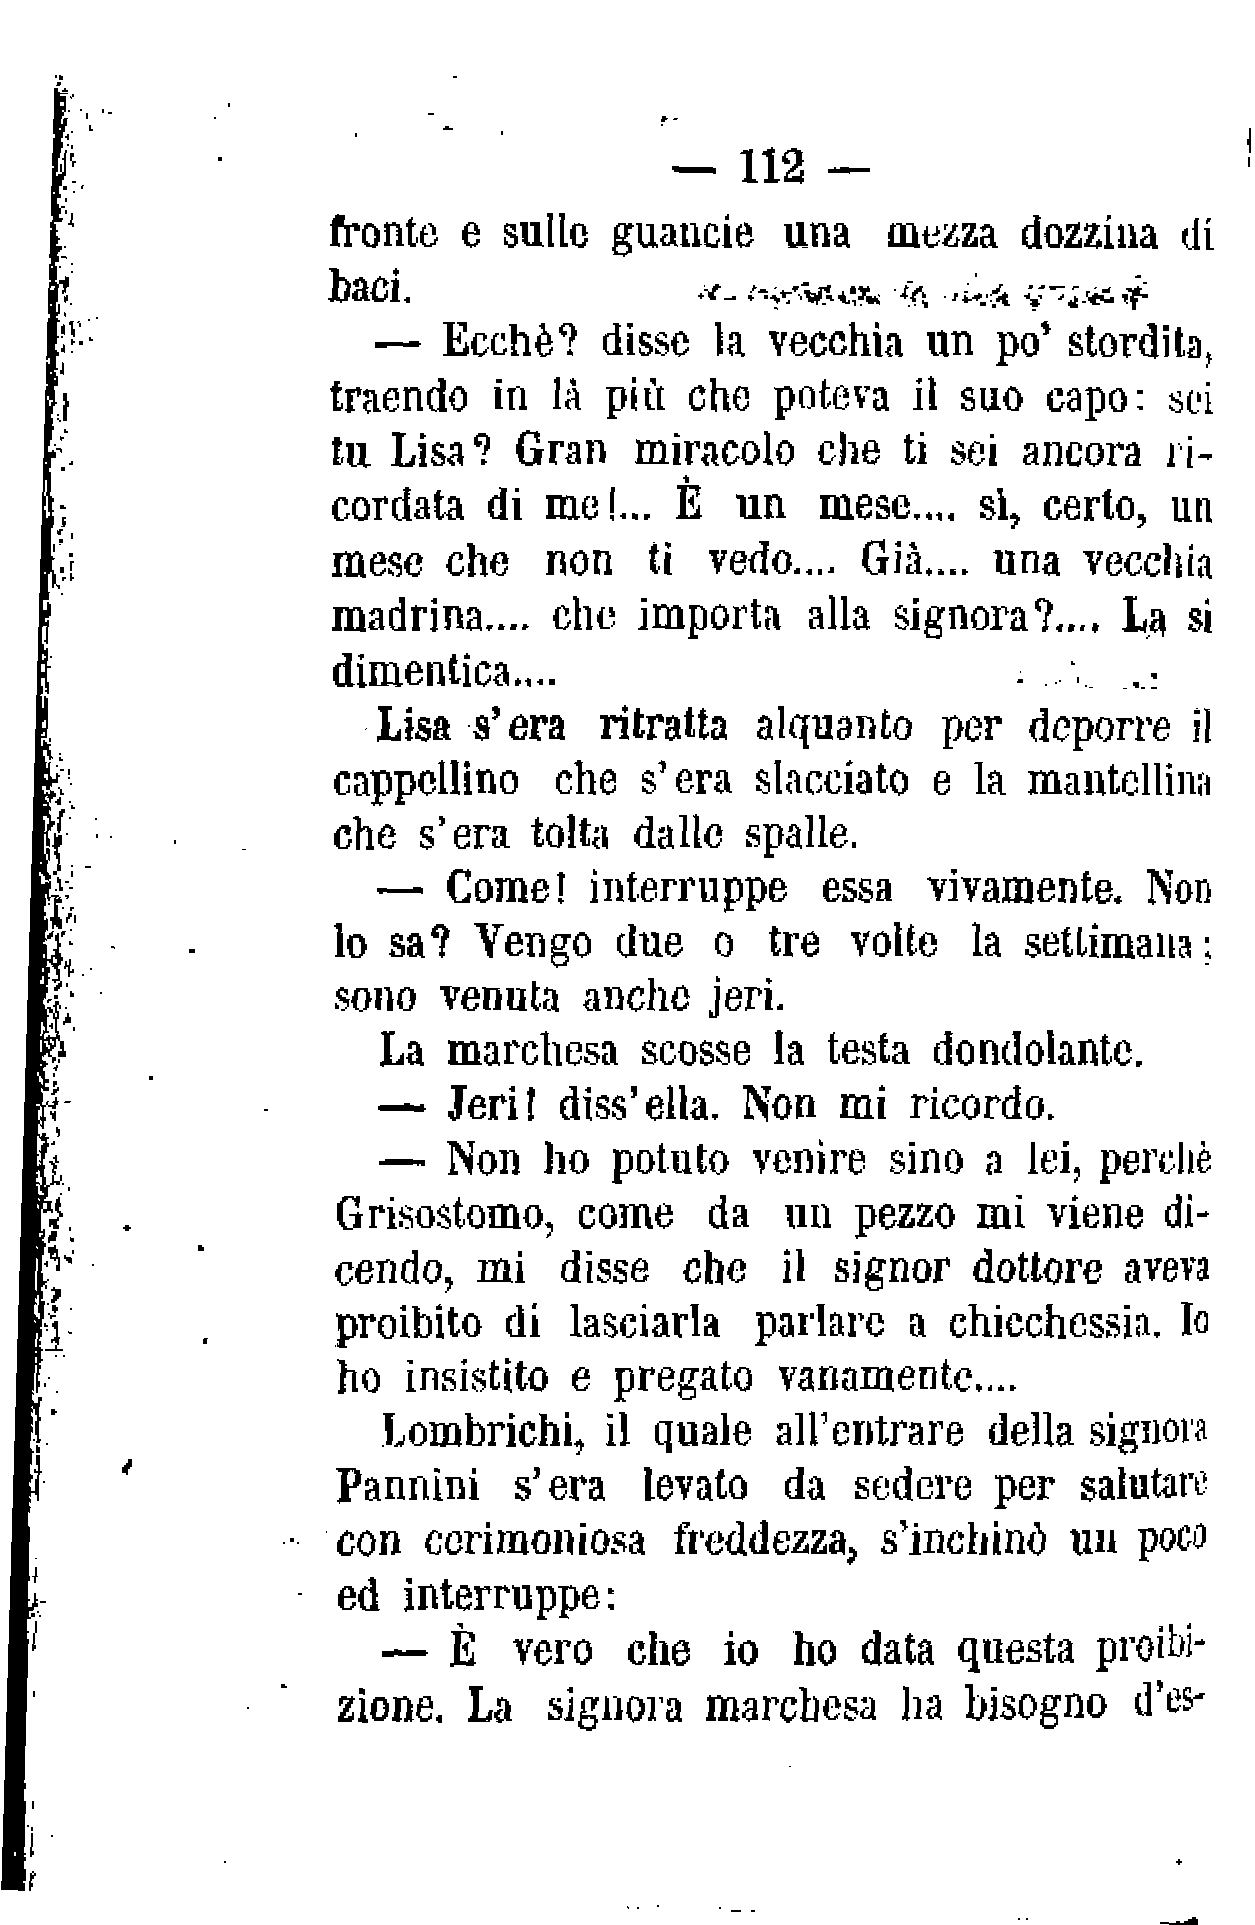 — 112 —
fronte e sulle guancie una mezza dozzina di
baci.
— Ecchè? disse la vecchia un po' stordita,
traendo in là più che poteva il suo capo: sei
tu Lisa? Gran miracolo che ti sei ancora ri-
cordata di me!... È un mese.... sì, certo, un
mese che non ti vedo.... Già.... una vecchia
madrina.... che importa alla signora?.... La si
dimentica....
Lisa s'era ritratta alquanto per deporre il
cappellino che s'era slacciato e la mantellina
che s'era tolta dalle spalle.
— Come! interruppe essa vivamente. Non
lo sa? Vengo due o tre volte la settimana;
sono venuta anche jeri.
La marchesa scosse la testa dondolante.
— Jeri! diss'ella. Non mi ricordo.
— Non ho potuto venire sino a lei, perchè
Grisostomo, come da un pezzo mi viene di-
cendo, mi disse che il signor dottore aveva
proibito di lasciarla parlare a chicchessia. Io
ho insistito e pregato vanamente....
Lombrichi, il quale all'entrare della signora
Pannini s'era levato da sedere per salutare
con cerimoniosa freddezza, s'inchinò un poco
ed interruppe:
— È vero che io ho data questa proibi-
zione. La signora marchesa ha bisogno d'es-